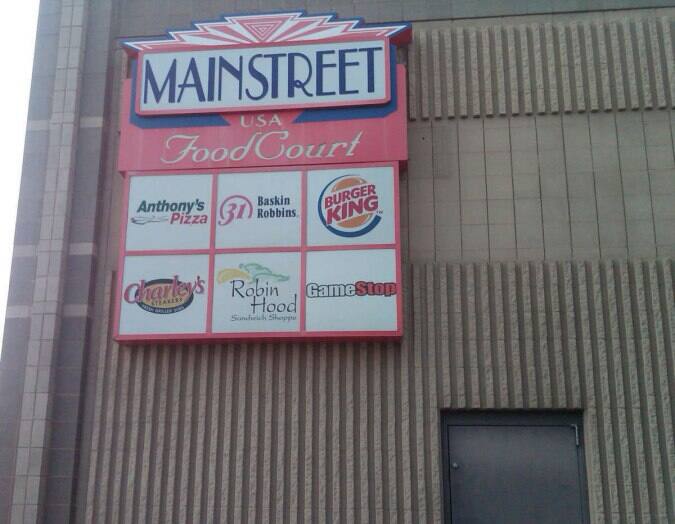 MAINSTREET
USA
Food Court
Anthony's
Pizza
31 Baskin
Robbins
BURGER
KING
Charley's
STEAKERY
Robin
Hood
Sandwich Shoppe
GameStop